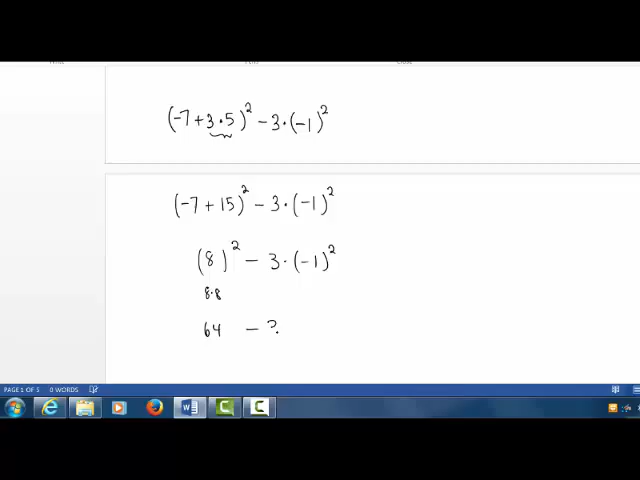 (-7 + 3 · 5)² - 3 · (-1)²
(-7 + 15)² - 3 · (-1)²
(8)² - 3 · (-1)²
8·8
64 -
PAGE 1 OF 5 0 WORDS